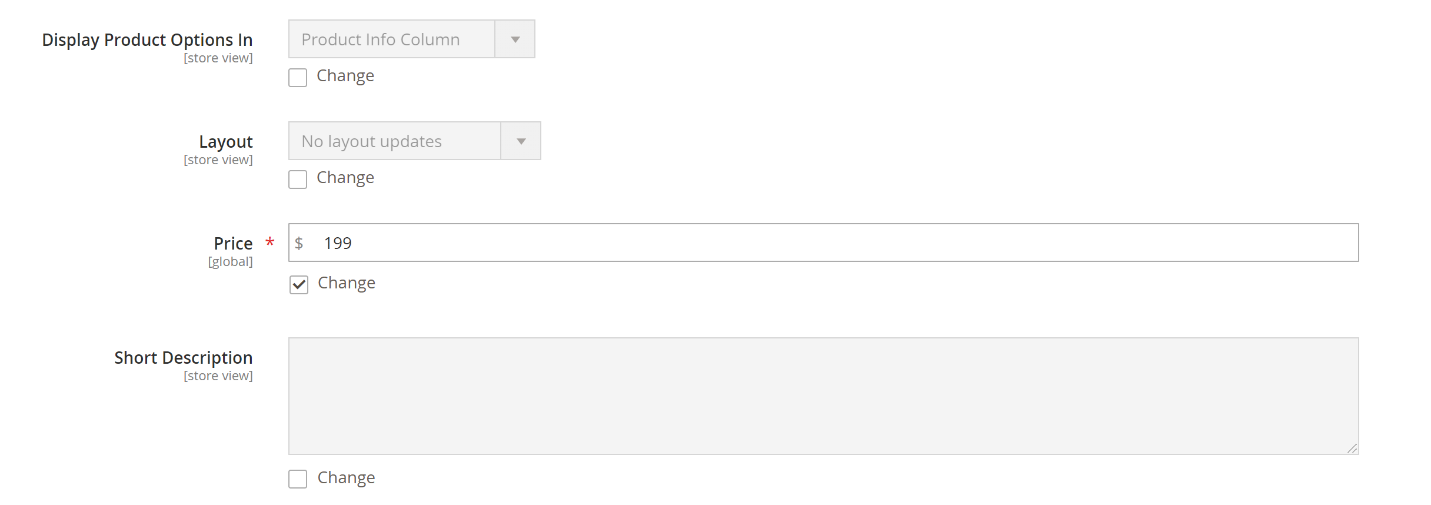 Display Product Options In
[store view]
Product Info Column
Change
Layout
[store view]
No layout updates
Change
Price *
[global]
$ 199
Change
Short Description
[store view]
Change